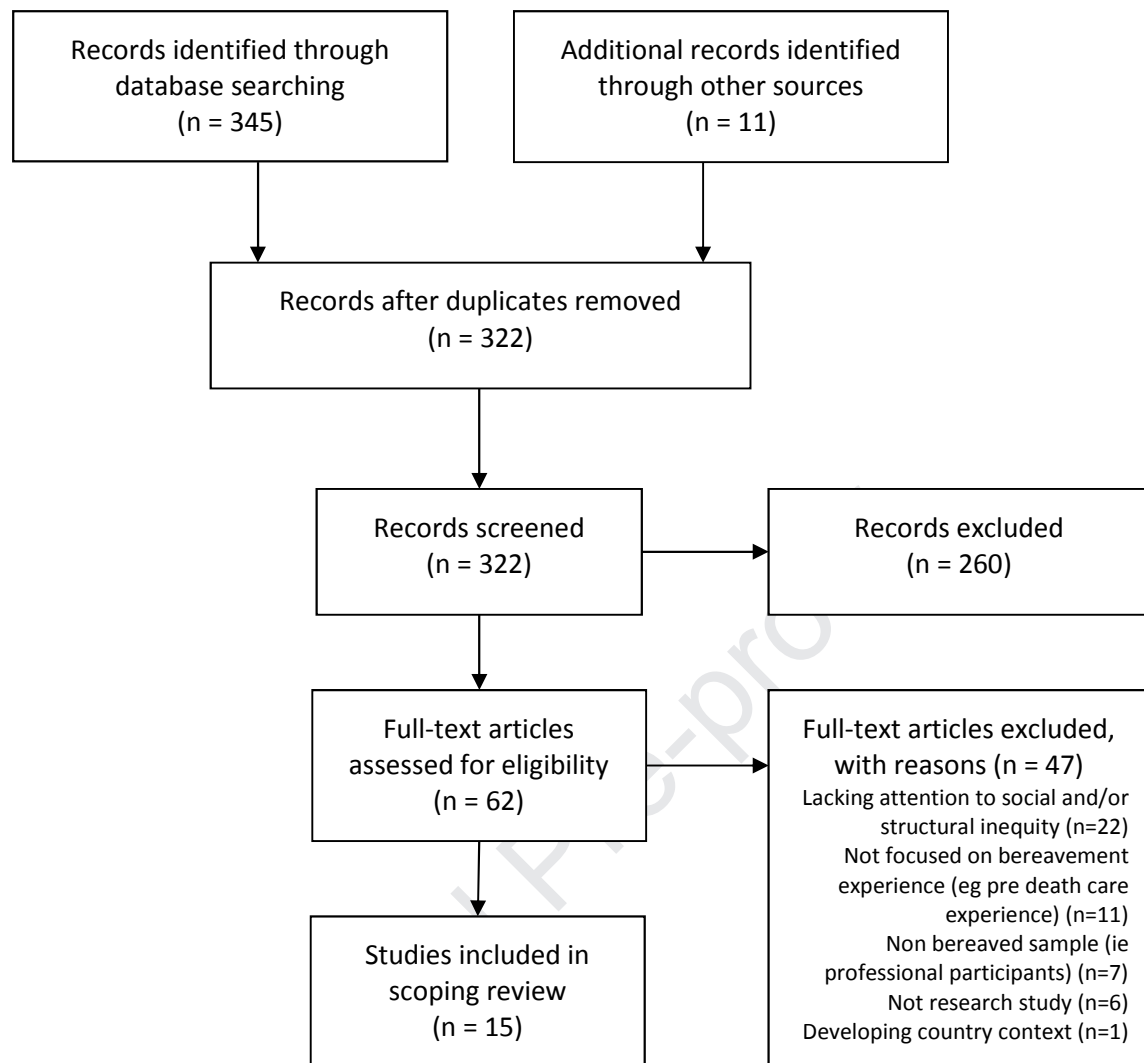 Records identified through
database searching
(n = 345)
Additional records identified
through other sources
(n = 11)
Records after duplicates removed
(n = 322)
Records screened
(n = 322)
Records excluded
(n = 260)
Full-text articles
assessed for eligibility
(n = 62)
Full-text articles excluded,
with reasons (n = 47)
Lacking attention to social and/or
structural inequity (n=22)
Not focused on bereavement
experience (eg pre death care
experience) (n=11)
Non bereaved sample (ie
professional participants) (n=7)
Not research study (n=6)
Developing country context (n=1)
Studies included in
scoping review
(n = 15)